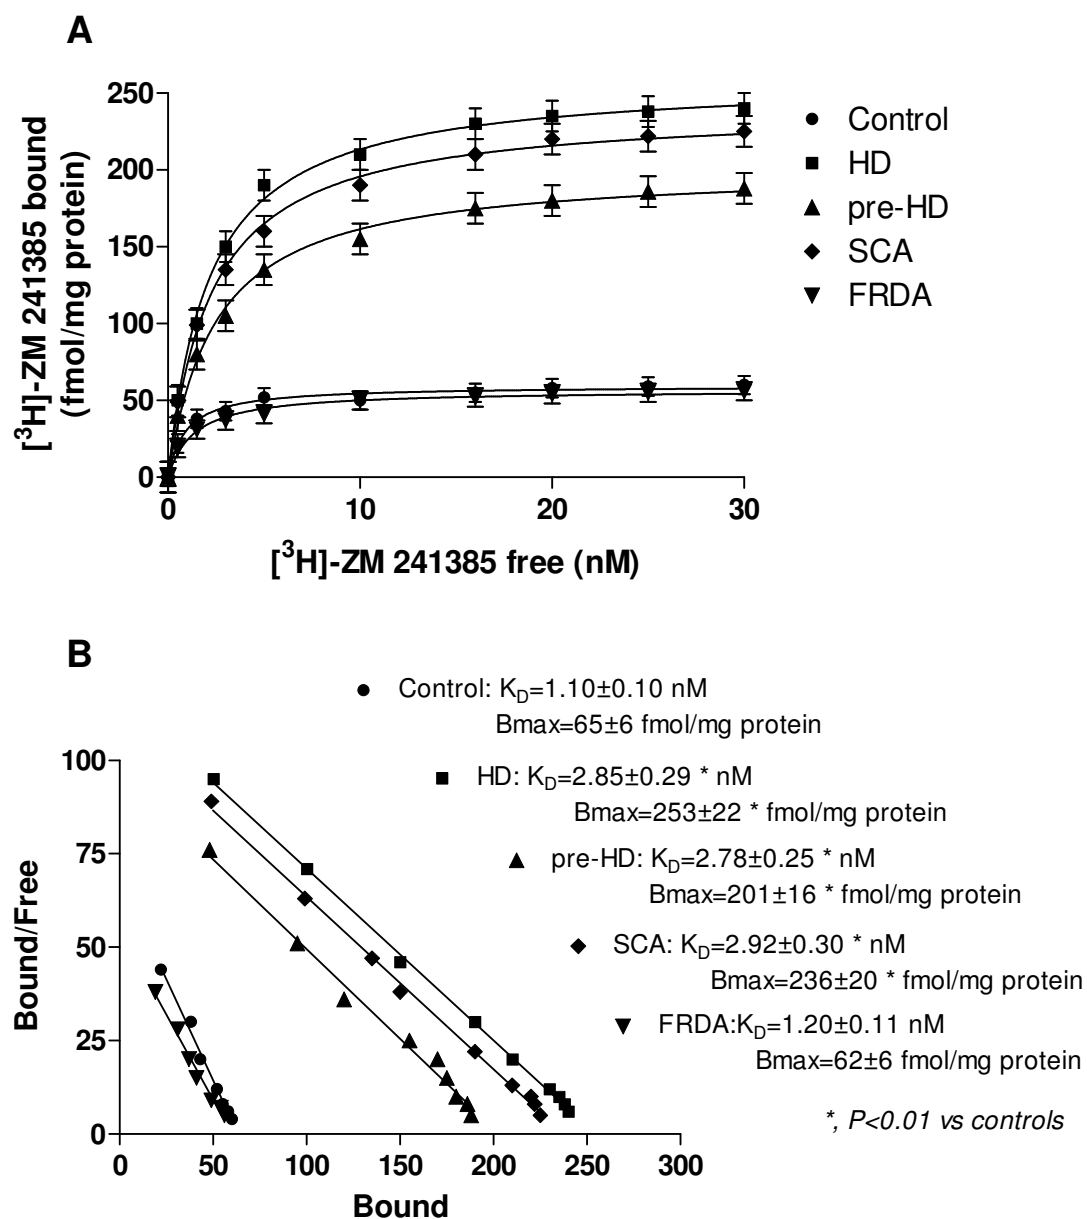 A
[³H]-ZM 241385 bound
(fmol/mg protein)
250
200
150
100
50
0
0
10
20
30
[³H]-ZM 241385 free (nM)
Control
HD
pre-HD
SCA
FRDA
B
Control: K_D=1.10±0.10 nM
Bmax=65±6 fmol/mg protein
HD: K_D=2.85±0.29 * nM
Bmax=253±22 * fmol/mg protein
pre-HD: K_D=2.78±0.25 * nM
Bmax=201±16 * fmol/mg protein
SCA: K_D=2.92±0.30 * nM
Bmax=236±20 * fmol/mg protein
FRDA:K_D=1.20±0.11 nM
Bmax=62±6 fmol/mg protein
*, P<0.01 vs controls
Bound/Free
100
75
50
25
0
0
50
100
150
200
250
300
Bound